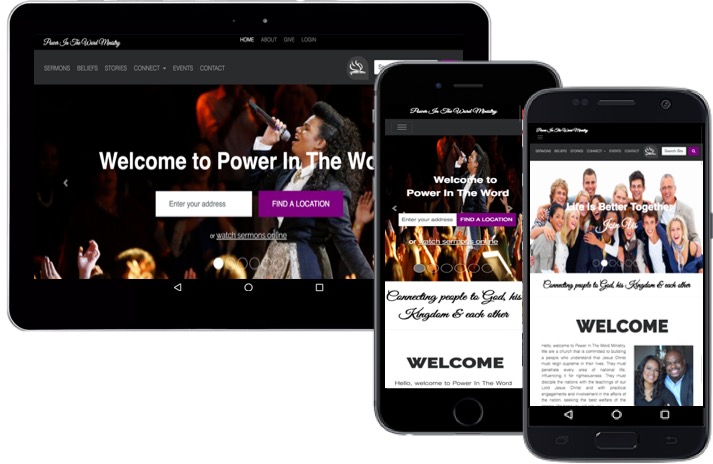 Power In The Word Ministry
HOME ABOUT GIVE LOGIN
SERMONS BELIEFS STORIES CONNECT EVENTS CONTACT
Welcome to Power In The Wo
Enter your address
FIND A LOCATION
or watch sermons online
Power In The Word Ministry
Welcome to
Power In The Word
Enter your address
FIND A LOCATION
or watch sermons online
Connecting people to God, his
Kingdom & each other
WELCOME
Hello, welcome to Power In The Word
Power In The Word Ministry
SERMONS BELIEFS STORIES CONNECT EVENTS CONTACT
Search Site
Life Is Better Together
Join Us
Connecting people to God, his Kingdom & each other
WELCOME
Hello, welcome to Power In The Word Ministry.
We are a church that is committed to building
a people who understand that Jesus Christ
must reign supreme in their lives. They must
penetrate every area of national life,
influencing it for righteousness. They must
disciple the nations with the teachings of our
Lord Jesus Christ and with practical
engagements and involvement in the affairs of
the nation, seeking the best welfare of the